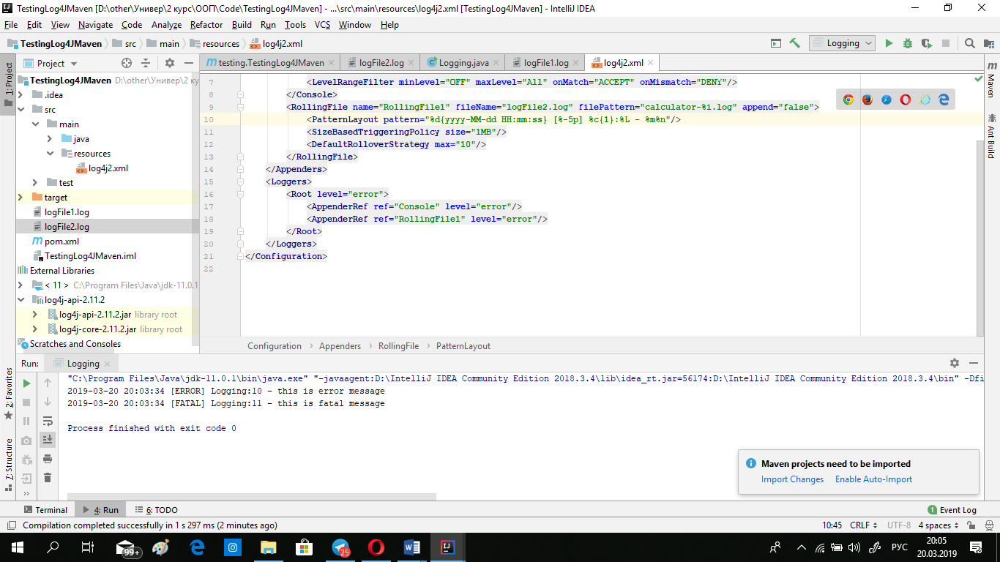 TestingLog4JMaven [D:\other\Универ\2 курс\ООП\Code\TestingLog4JMaven] - ...\src\main\resources\log4j2.xml [TestingLog4JMaven] - IntelliJ IDEA
File Edit View Navigate Code Analyze Refactor Build Run Tools VCS Window Help
TestingLog4JMaven src main resources log4j2.xml Logging
Project
testing.TestingLog4JMaven logFile2.log Logging.java logFile1.log log4j2.xml
1: Project
TestingLog4JMaven D:\other\Универ\2 ку
.idea
src
main
java
resources
log4j2.xml
test
target
logFile1.log
logFile2.log
pom.xml
TestingLog4JMaven.iml
External Libraries
< 11 > C:\Program Files\Java\jdk-11.0.1
log4j-api-2.11.2
log4j-api-2.11.2.jar library root
log4j-core-2.11.2.jar library root
Scratches and Consoles
7 <LevelRangeFilter minLevel="OFF" maxLevel="All" onMatch="ACCEPT" onMismatch="DENY"/>
8 </Console>
9 <RollingFile name="RollingFile1" fileName="logFile2.log" filePattern="calculator-%i.log" append="false">
10 <PatternLayout pattern="%d{yyyy-MM-dd HH:mm:ss} [%-5p] %c{1}:%L - %m%n"/>
11 <SizeBasedTriggeringPolicy size="1MB"/>
12 <DefaultRolloverStrategy max="10"/>
13 </RollingFile>
14 </Appenders>
15 <Loggers>
16 <Root level="error">
17 <AppenderRef ref="Console" level="error"/>
18 <AppenderRef ref="RollingFile1" level="error"/>
19 </Root>
20 </Loggers>
21 </Configuration>
22
Configuration Appenders RollingFile PatternLayout
Maven
Ant Build
Run: Logging
2: Favorites
7: Structure
"C:\Program Files\Java\jdk-11.0.1\bin\java.exe" "-javaagent:D:\IntelliJ IDEA Community Edition 2018.3.4\lib\idea_rt.jar=56174:D:\IntelliJ IDEA Community Edition 2018.3.4\bin" -Dfi
2019-03-20 20:03:34 [ERROR] Logging:10 - this is error message
2019-03-20 20:03:34 [FATAL] Logging:11 - this is fatal message
Process finished with exit code 0
Maven projects need to be imported
Import Changes Enable Auto-Import
Terminal 4: Run 6: TODO 1 Event Log
Compilation completed successfully in 1 s 297 ms (2 minutes ago) 10:45 CRLF UTF-8 4 spaces
99+ 25 РУС 20:05
20.03.2019